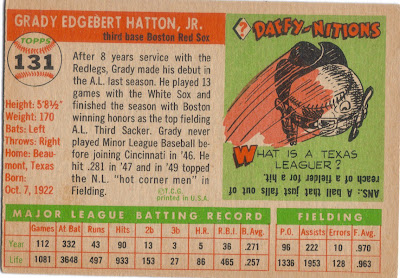 GRADY EDGEBERT HATTON, JR.
third base Boston Red Sox
TOPPS
131
Height: 5'8½"
Weight: 170
Bats: Left
Throws: Right
Home: Beau-
mont, Texas
Born:
Oct. 7, 1922
After 8 years service with the
Redlegs, Grady made his debut in
the A.L. last season. He played 13
games with the White Sox and
finished the season with Boston
winning honors as the top fielding
A.L. Third Sacker. Grady never
played Minor League Baseball be-
fore joining Cincinnati in '46. He
hit .281 in '47 and in '49 topped
the N.L. "hot corner men" in
Fielding.
©T.C.G.
printed in U.S.A.
? DAFFY-NITIONS
WHAT IS A TEXAS
LEAGUER?
ANS.: A ball that just falls out of
reach of a fielder for a hit.
MAJOR LEAGUE BATTING RECORD
FIELDING
Games At Bat Runs Hits 2b 3b H.R. R.B.I. B.Avg.
P.O. Assists Errors F.Avg.
Year 112 332 43 90 12 3 5 36 .271
96 222 10 .970
Life 1081 3648 497 933 153 27 86 465 .257
1336 1953 128 .963